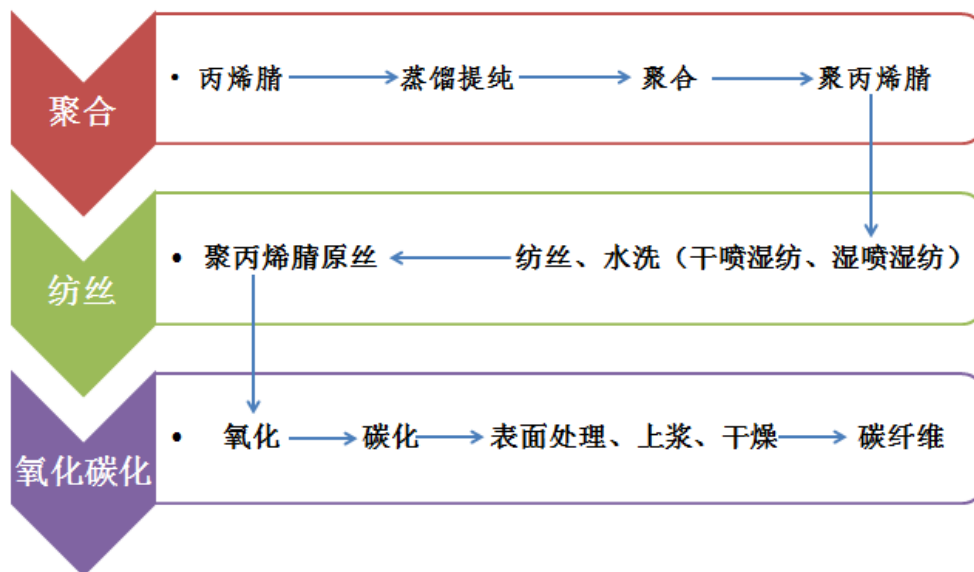 聚合
• 丙烯腈 蒸馏提纯 聚合 聚丙烯腈
纺丝
• 聚丙烯腈原丝 纺丝、水洗（干喷湿纺、湿喷湿纺）
氧化碳化
• 氧化 碳化 表面处理、上浆、干燥 碳纤维